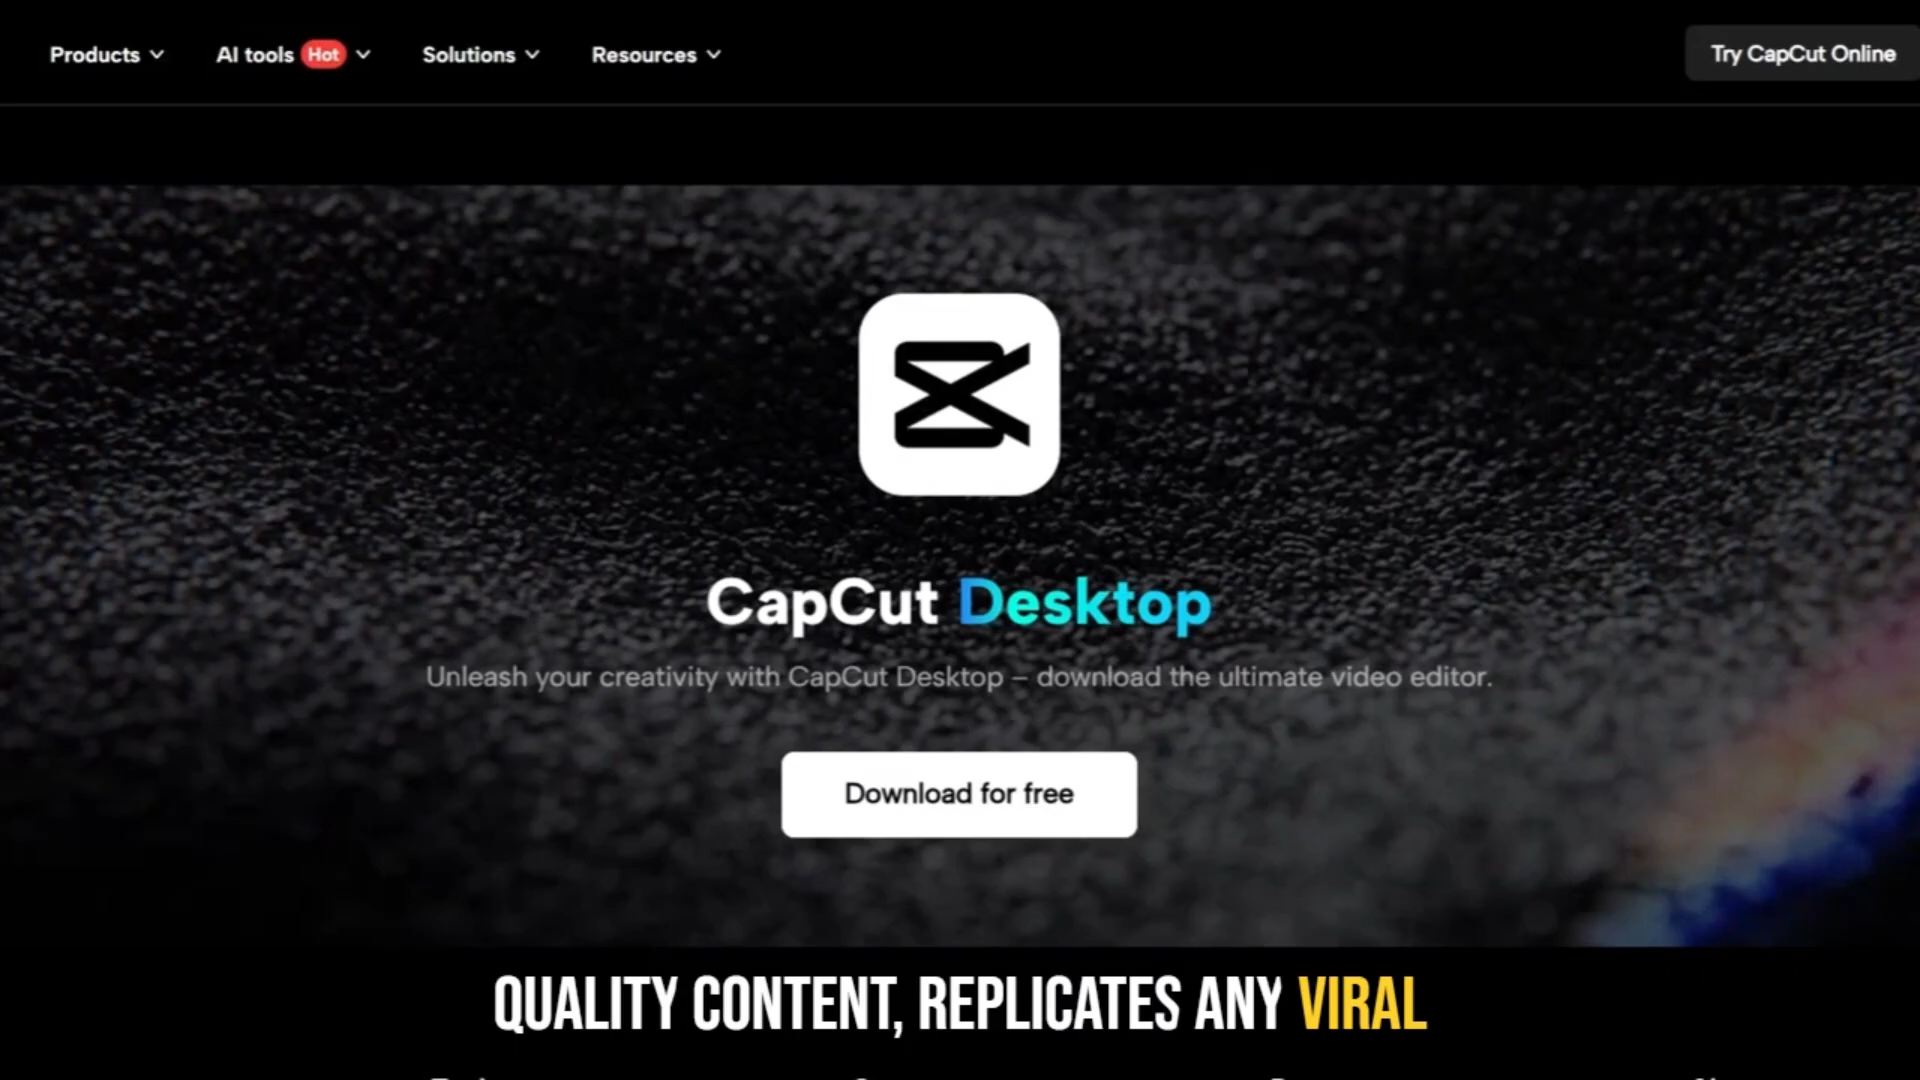 Products
AI tools Hot
Solutions
Resources
Try CapCut Online
CapCut Desktop
Unleash your creativity with CapCut Desktop – download the ultimate video editor.
Download for free
QUALITY CONTENT, REPLICATES ANY VIRAL